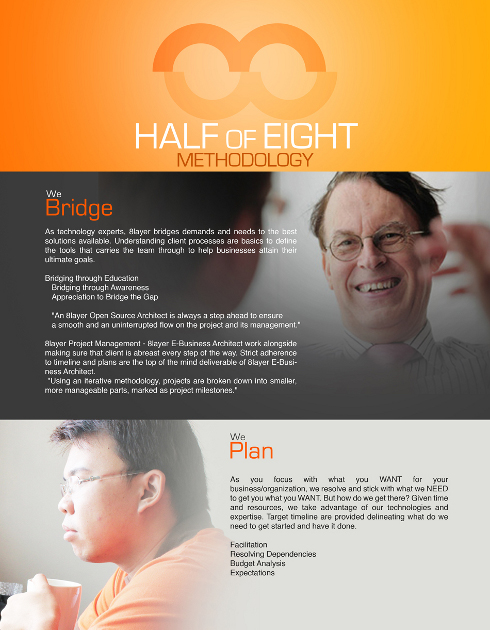 HALF OF EIGHT
METHODOLOGY
We
Bridge
As technology experts, 8layer bridges demands and needs to the best
solutions available. Understanding client processes are basics to define
the tools that carries the team through to help businesses attain their
ultimate goals.
Bridging through Education
Bridging through Awareness
Appreciation to Bridge the Gap
"An 8layer Open Source Architect is always a step ahead to ensure
a smooth and an uninterrupted flow on the project and its management."
8layer Project Management - 8layer E-Business Architect work alongside
making sure that client is abreast every step of the way. Strict adherence
to timeline and plans are the top of the mind deliverable of 8layer E-Busi-
ness Architect.
"Using an iterative methodology, projects are broken down into smaller,
more manageable parts, marked as project milestones."
We
Plan
As you focus with what you WANT for your
business/organization, we resolve and stick with what we NEED
to get you what you WANT. But how do we get there? Given time
and resources, we take advantage of our technologies and
expertise. Target timeline are provided delineating what do we
need to get started and have it done.
Facilitation
Resolving Dependencies
Budget Analysis
Expectations